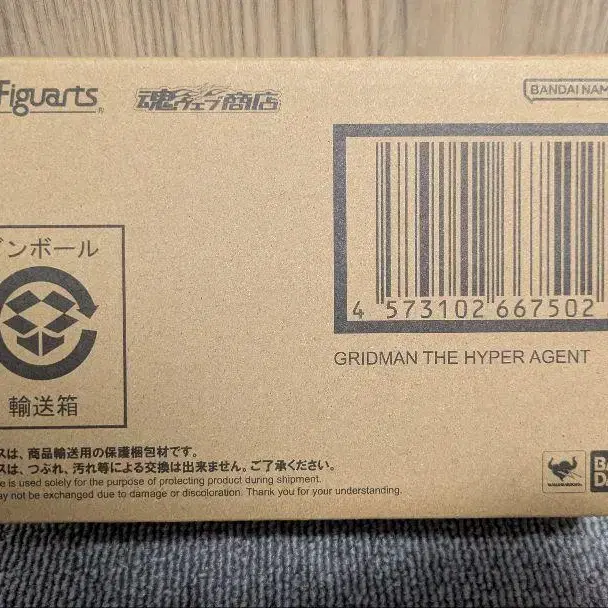 Figuarts
魂ウェブ商店
BANDAI NAM
4 573102 667502
GRIDMAN THE HYPER AGENT
ンボール
輸送箱
スは、商品輸送用の保護梱包材です。
スは、つぶれ、汚れ等による交換は出来ません。ご了承ください。
e is used solely for the purpose of protecting product during shipment.
ay not be exchanged due to damage or discoloration. Thank you for your understanding.